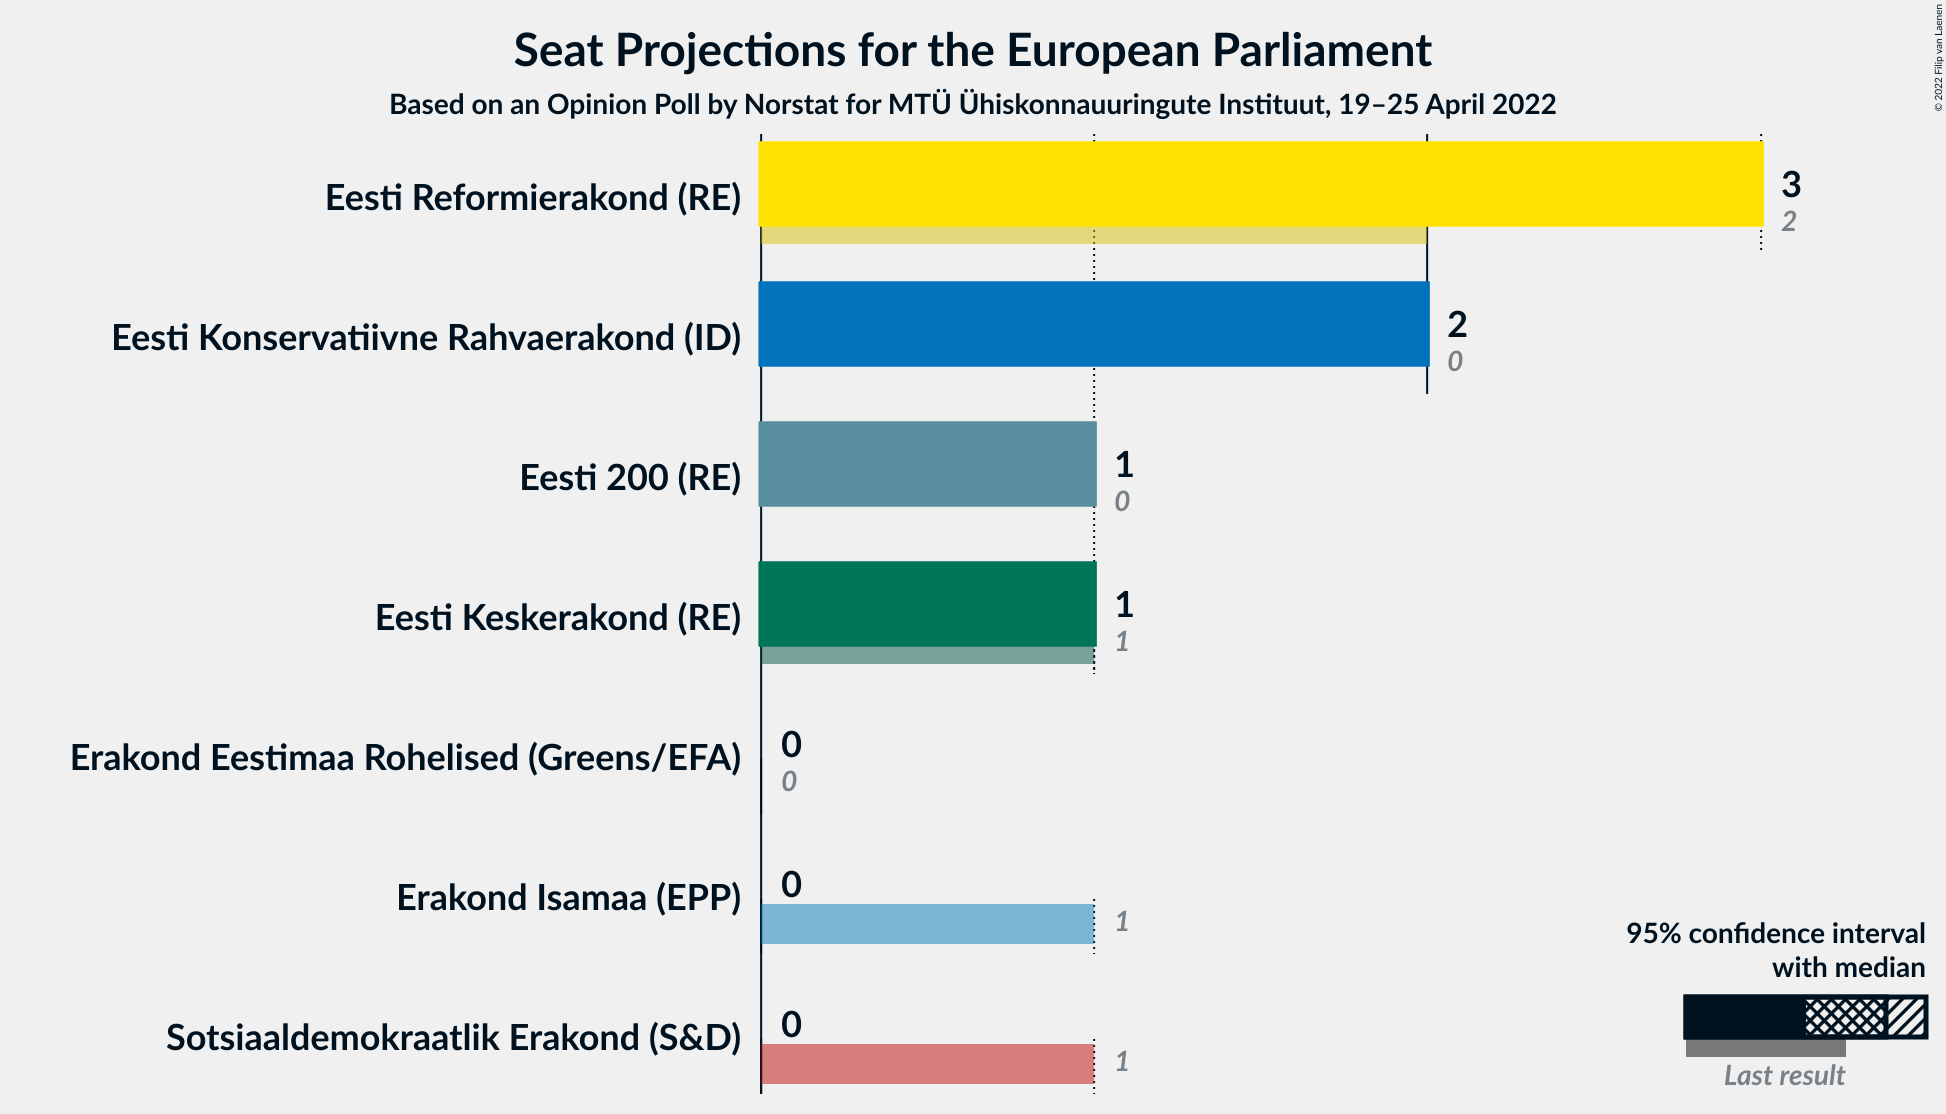 Seat Projections for the European Parliament
Based on an Opinion Poll by Norstat for MTÜ Ühiskonnauuringute Instituut, 19–25 April 2022
© 2022 Filip van Laenen
Eesti Reformierakond (RE)
3
2
Eesti Konservatiivne Rahvaerakond (ID)
2
0
Eesti 200 (RE)
1
0
Eesti Keskerakond (RE)
1
1
Erakond Eestimaa Rohelised (Greens/EFA)
0
0
Erakond Isamaa (EPP)
0
1
Sotsiaaldemokraatlik Erakond (S&D)
0
1
95% confidence interval
with median
Last result